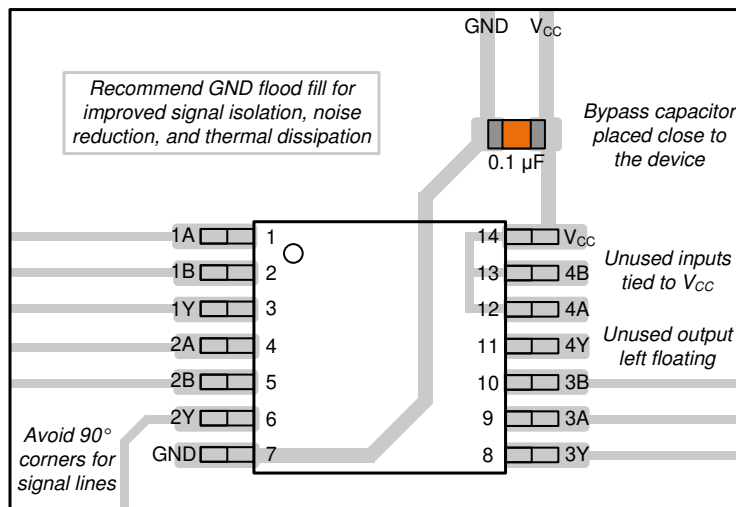 GND VCC
Recommend GND flood fill for
improved signal isolation, noise
reduction, and thermal dissipation
Bypass capacitor
placed close to
the device
0.1 µF
1A 1 14 VCC
Unused inputs
tied to VCC
1B 2 13 4B
1Y 3 12 4A
Unused output
left floating
2A 4 11 4Y
2B 5 10 3B
2Y 6 9 3A
Avoid 90°
corners for
signal lines
GND 7 8 3Y